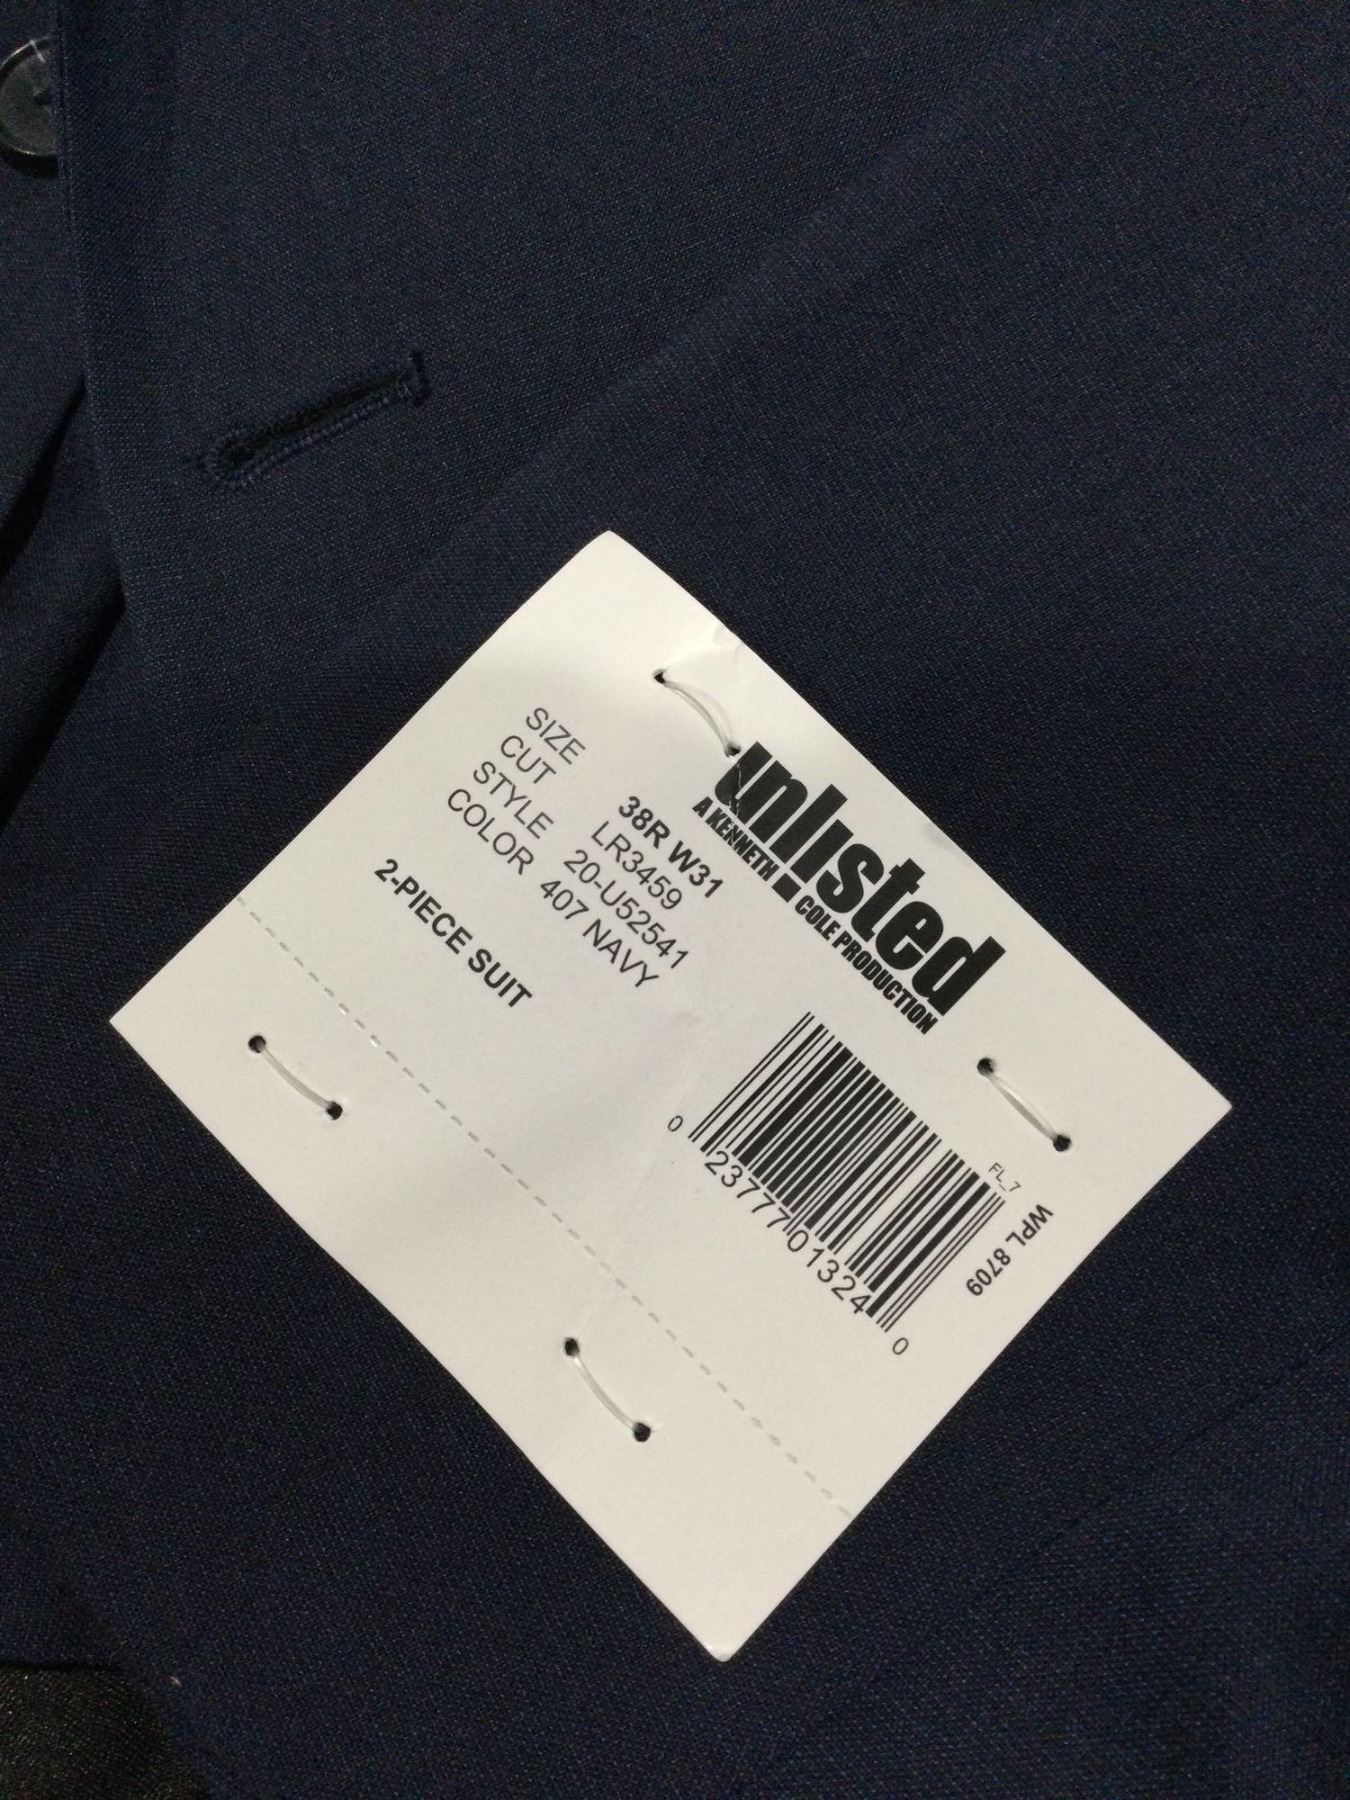 unlisted
A KENNETH COLE PRODUCTION
SIZE 38R W31
CUT LR3459
STYLE 20-U52541
COLOR 407 NAVY
2-PIECE SUIT
0 23777 01324 0
FL_7
WPL 8709